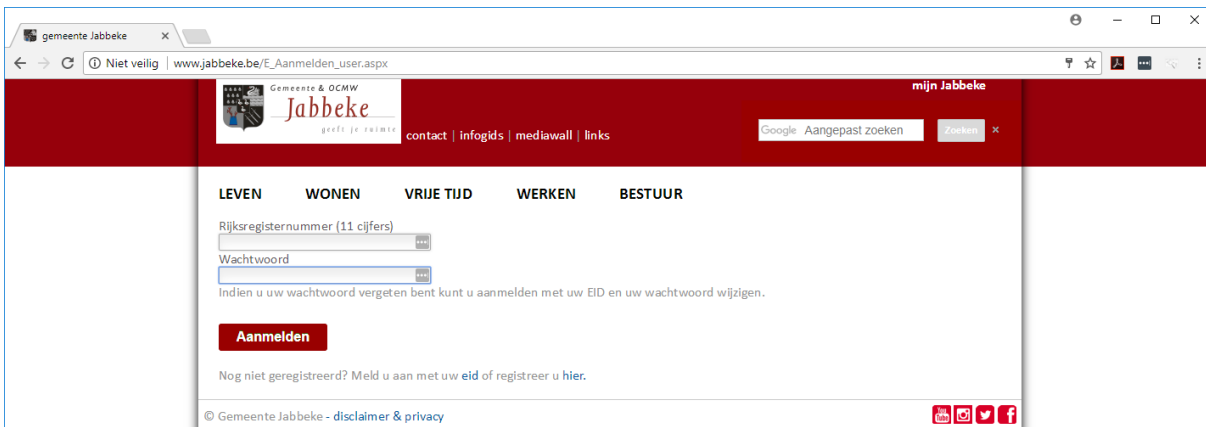 gemeente Jabbeke
Niet veilig | www.jabbeke.be/E_Aanmelden_user.aspx
Gemeente & OCMW
Jabbeke
geeft je ruimte
mijn Jabbeke
contact | infogids | mediawall | links
Google Aangepast zoeken
Zoeken
LEVEN WONEN VRIJE TIJD WERKEN BESTUUR
Rijksregisternummer (11 cijfers)
Wachtwoord
Indien u uw wachtwoord vergeten bent kunt u aanmelden met uw EID en uw wachtwoord wijzigen.
Aanmelden
Nog niet geregistreerd? Meld u aan met uw eid of registreer u hier.
© Gemeente Jabbeke - disclaimer & privacy
You Tube